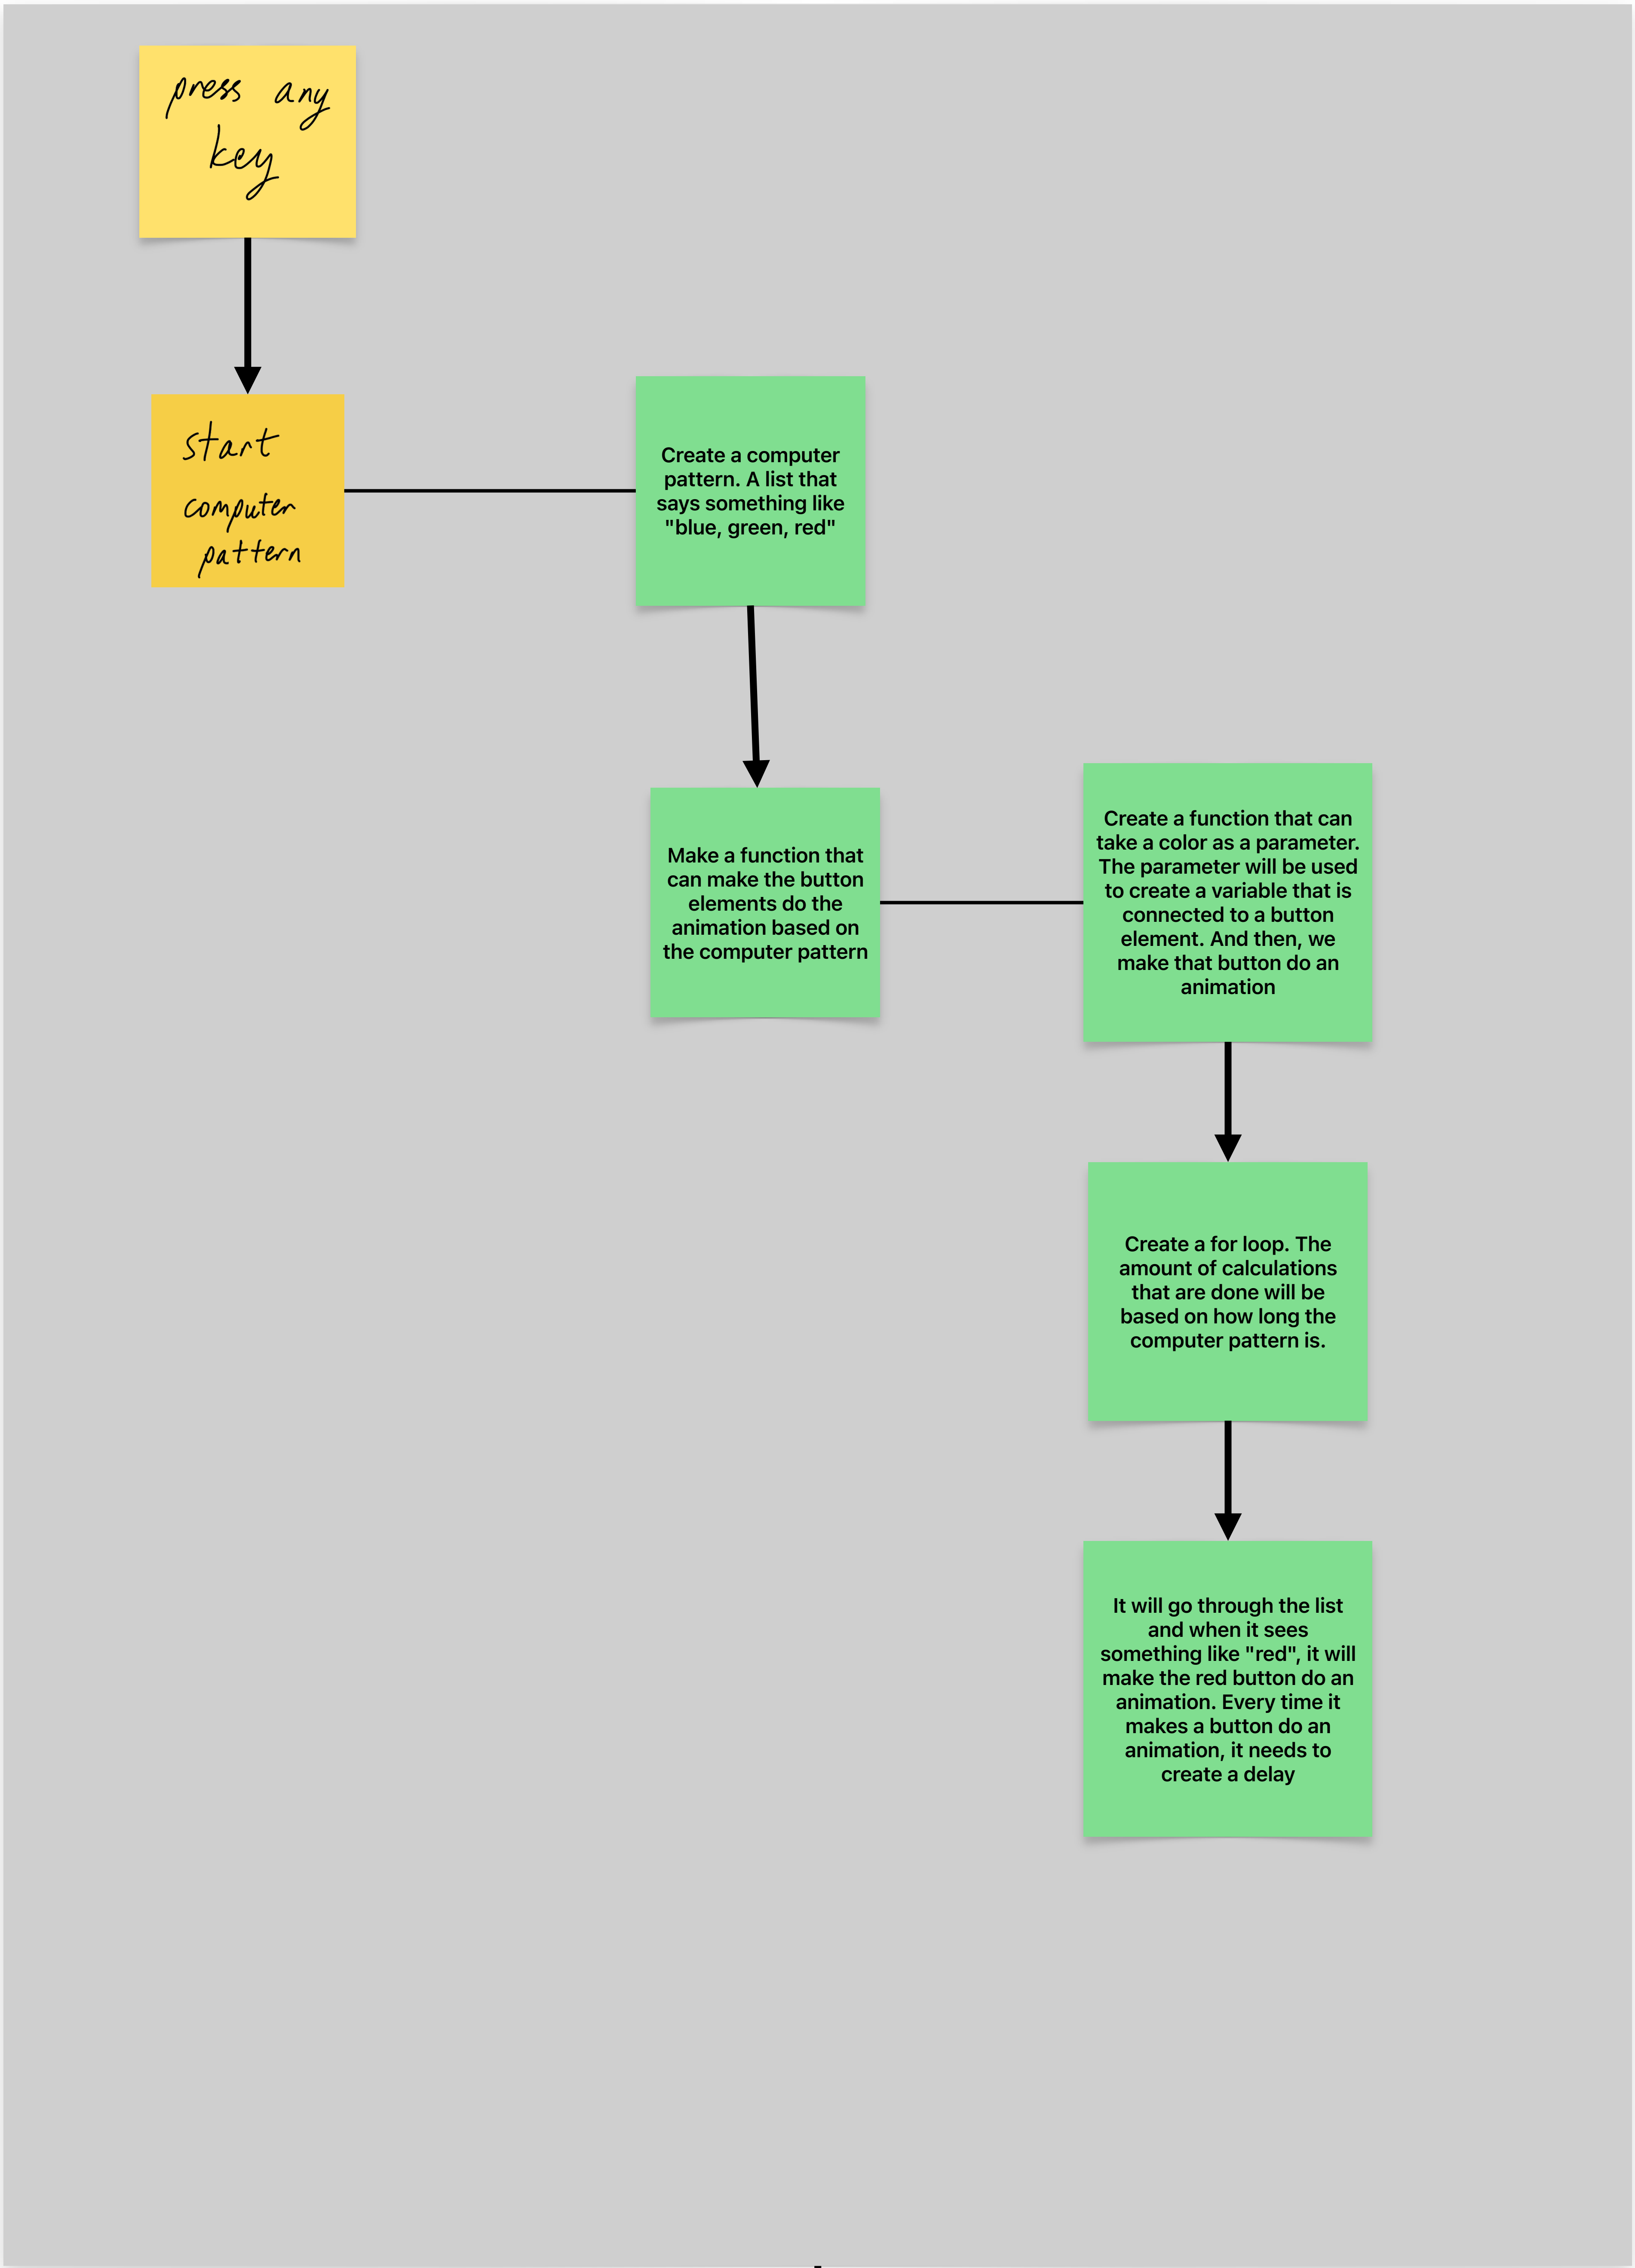 press any
key
start
computer
pattern
Create a computer
pattern. A list that
says something like
"blue, green, red"
Make a function that
can make the button
elements do the
animation based on
the computer pattern
Create a function that can
take a color as a parameter.
The parameter will be used
to create a variable that is
connected to a button
element. And then, we
make that button do an
animation
Create a for loop. The
amount of calculations
that are done will be
based on how long the
computer pattern is.
It will go through the list
and when it sees
something like "red", it will
make the red button do an
animation. Every time it
makes a button do an
animation, it needs to
create a delay